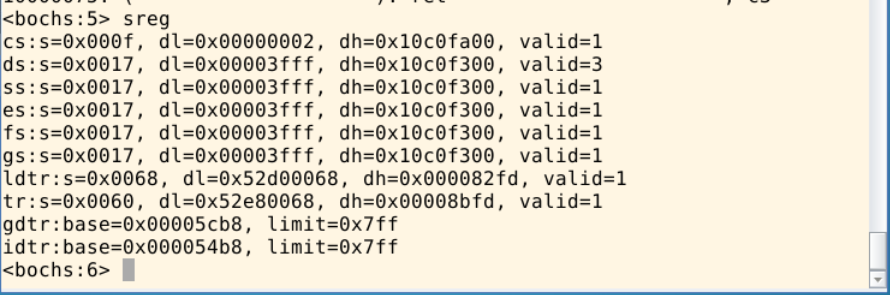 <bochs:5> sreg
cs:s=0x000f, dl=0x00000002, dh=0x10c0fa00, valid=1
ds:s=0x0017, dl=0x00003fff, dh=0x10c0f300, valid=3
ss:s=0x0017, dl=0x00003fff, dh=0x10c0f300, valid=1
es:s=0x0017, dl=0x00003fff, dh=0x10c0f300, valid=1
fs:s=0x0017, dl=0x00003fff, dh=0x10c0f300, valid=1
gs:s=0x0017, dl=0x00003fff, dh=0x10c0f300, valid=1
ldtr:s=0x0068, dl=0x52d00068, dh=0x000082fd, valid=1
tr:s=0x0060, dl=0x52e80068, dh=0x00008bfd, valid=1
gdtr:base=0x00005cb8, limit=0x7ff
idtr:base=0x000054b8, limit=0x7ff
<bochs:6>